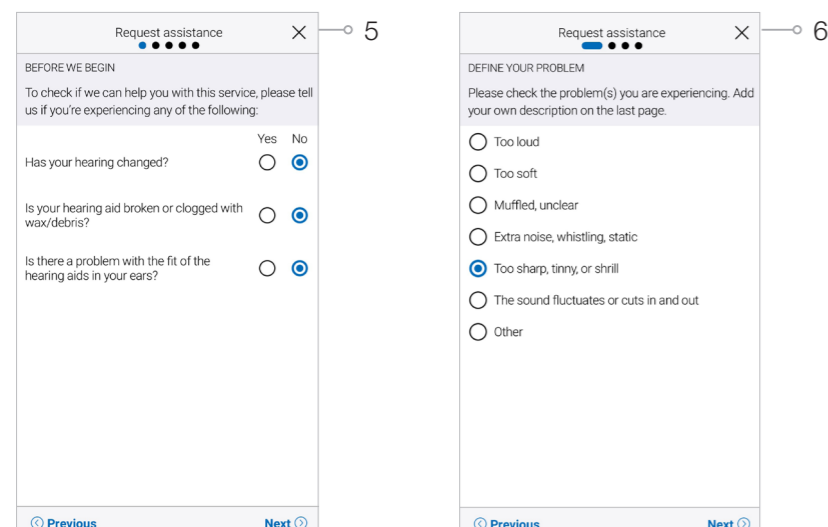 Request assistance
5
BEFORE WE BEGIN
To check if we can help you with this service, please tell
us if you're experiencing any of the following:
Yes No
Has your hearing changed?
Is your hearing aid broken or clogged with
wax/debris?
Is there a problem with the fit of the
hearing aids in your ears?
Previous
Next
Request assistance
6
DEFINE YOUR PROBLEM
Please check the problem(s) you are experiencing. Add
your own description on the last page.
Too loud
Too soft
Muffled, unclear
Extra noise, whistling, static
Too sharp, tinny, or shrill
The sound fluctuates or cuts in and out
Other
Previous
Next